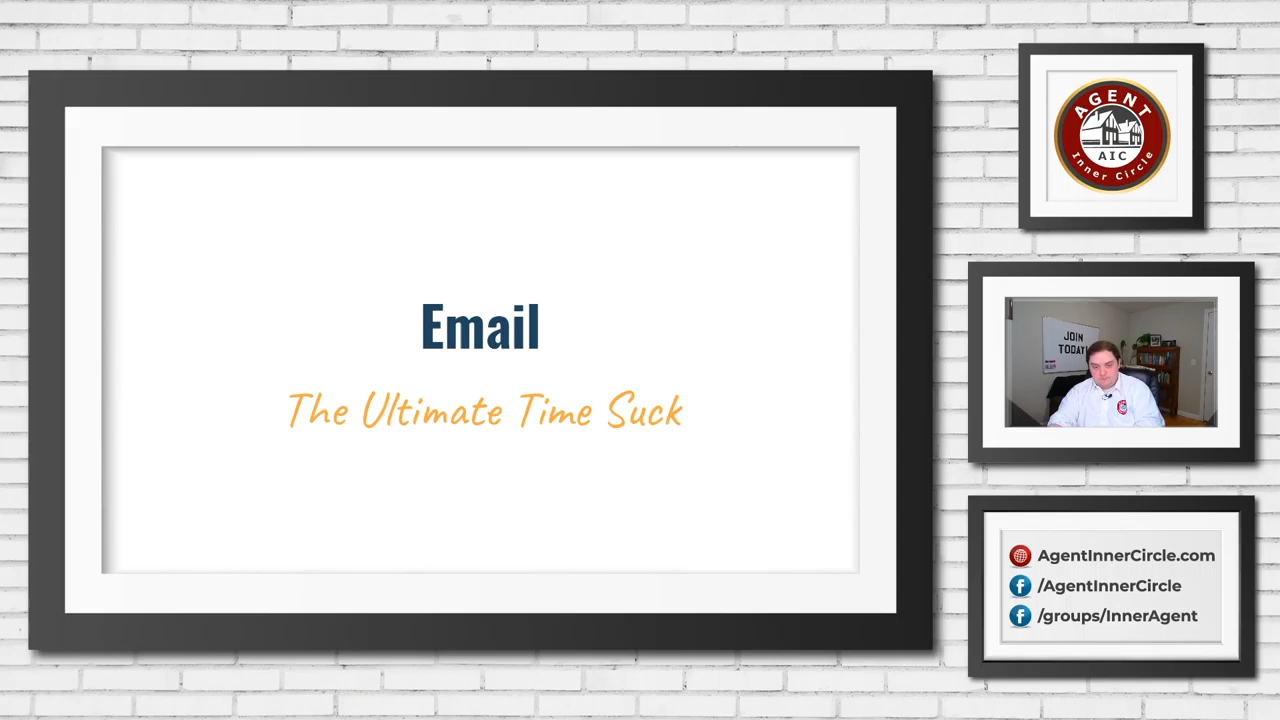 Email
The Ultimate Time Suck
AGENT
AIC
Inner Circle
JOIN
TODAY!
AgentInnerCircle.com
/AgentInnerCircle
/groups/InnerAgent